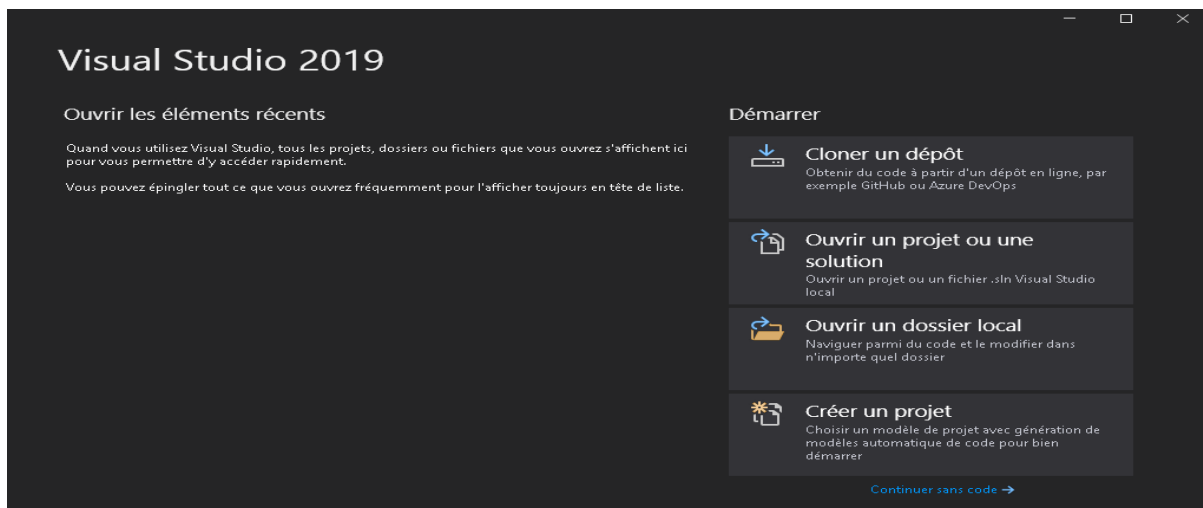 Visual Studio 2019
Ouvrir les éléments récents
Quand vous utilisez Visual Studio, tous les projets, dossiers ou fichiers que vous ouvrez s'affichent ici
pour vous permettre d'y accéder rapidement.
Vous pouvez épingler tout ce que vous ouvrez fréquemment pour l'afficher toujours en tête de liste.
Démarrer
Cloner un dépôt
Obtenir du code à partir d'un dépôt en ligne, par
exemple GitHub ou Azure DevOps
Ouvrir un projet ou une
solution
Ouvrir un projet ou un fichier .sln Visual Studio
local
Ouvrir un dossier local
Naviguer parmi du code et le modifier dans
n'importe quel dossier
Créer un projet
Choisir un modèle de projet avec génération de
modèles automatique de code pour bien
démarrer
Continuer sans code →